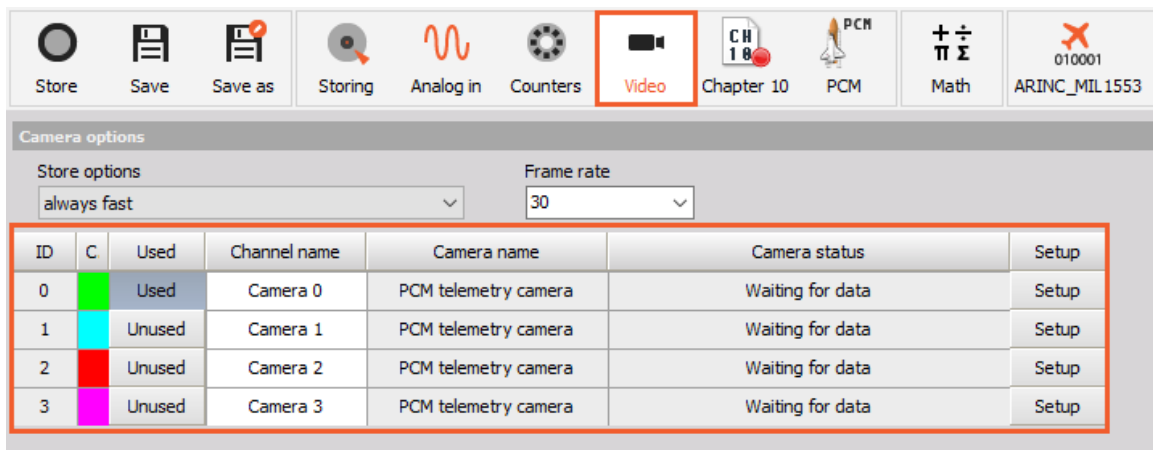 CH 10 PCM + ÷ π Σ 010001
Store Save Save as Storing Analog in Counters Video Chapter 10 PCM Math ARINC_MIL1553
Camera options
Store options Frame rate
always fast 30
ID C Used Channel name Camera name Camera status Setup
0 Used Camera 0 PCM telemetry camera Waiting for data Setup
1 Unused Camera 1 PCM telemetry camera Waiting for data Setup
2 Unused Camera 2 PCM telemetry camera Waiting for data Setup
3 Unused Camera 3 PCM telemetry camera Waiting for data Setup